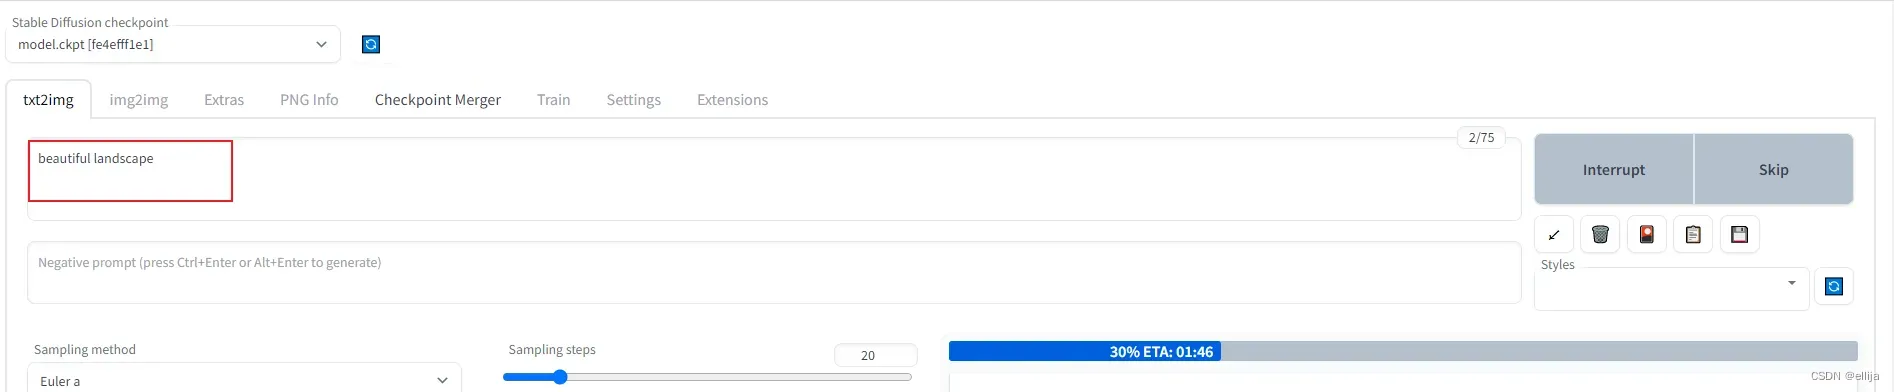 Stable Diffusion checkpoint
model.ckpt [fe4efff1e1]
txt2img img2img Extras PNG Info Checkpoint Merger Train Settings Extensions
2/75
beautiful landscape
Interrupt Skip
Negative prompt (press Ctrl+Enter or Alt+Enter to generate)
Styles
Sampling method
Euler a
Sampling steps
20
30% ETA: 01:46
CSDN @ellija